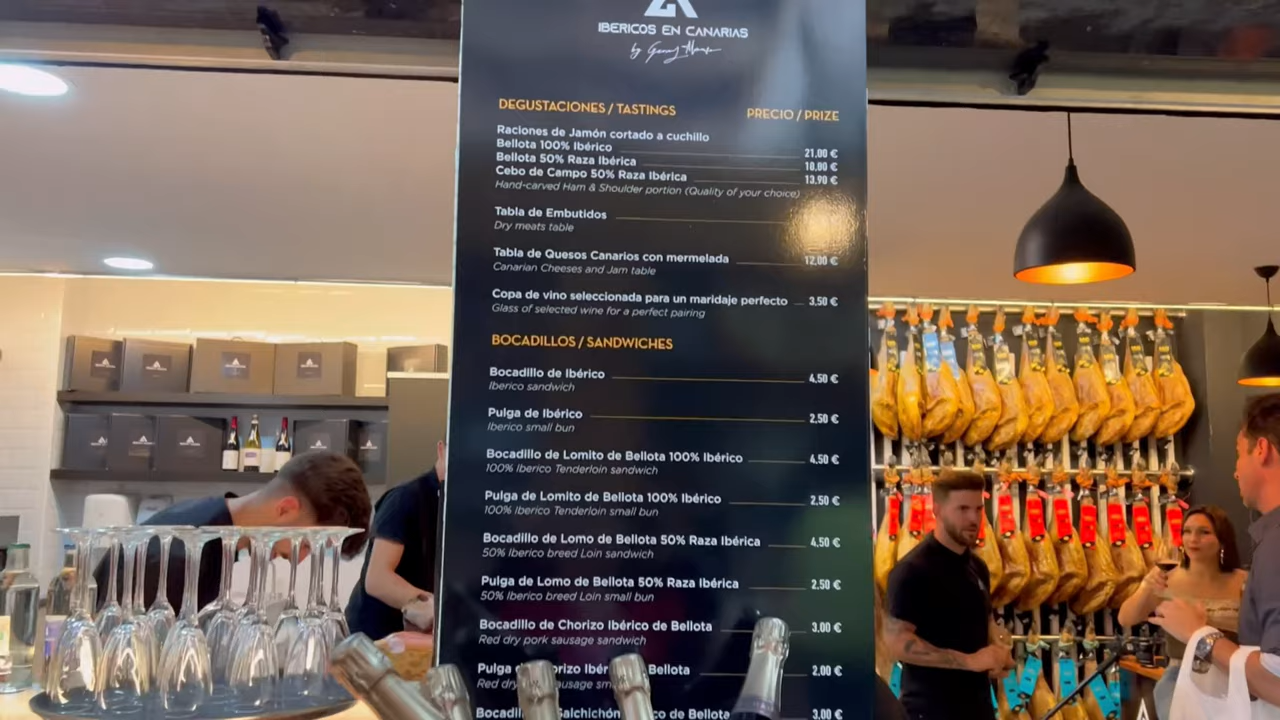 IBERICOS EN CANARIAS
by
DEGUSTACIONES / TASTINGS PRECIO / PRIZE
Raciones de Jamón cortado a cuchillo
Bellota 100% Ibérico 21,00 €
Bellota 50% Raza Ibérica 18,00 €
Cebo de Campo 50% Raza Ibérica 13,90 €
Hand-carved Ham & Shoulder portion (Quality of your choice)
Tabla de Embutidos
Dry meats table
Tabla de Quesos Canarios con mermelada 12,00 €
Canarian Cheeses and Jam table
Copa de vino seleccionada para un maridaje perfecto 3,50 €
Glass of selected wine for a perfect pairing
BOCADILLOS / SANDWICHES
Bocadillo de Ibérico 4,50 €
Iberico sandwich
Pulga de Ibérico 2,50 €
Iberico small bun
Bocadillo de Lomito de Bellota 100% Ibérico 4,50 €
100% Iberico Tenderloin sandwich
Pulga de Lomito de Bellota 100% Ibérico 2,50 €
100% Iberico Tenderloin small bun
Bocadillo de Lomo de Bellota 50% Raza Ibérica 4,50 €
50% Iberico breed Loin sandwich
Pulga de Lomo de Bellota 50% Raza Ibérica 2,50 €
50% Iberico breed Loin small bun
Bocadillo de Chorizo Ibérico de Bellota 3,00 €
Red dry pork sausage sandwich
Pulga Bellota 2,00 €
Red dry
Salchichón de Bellota 3,00 €